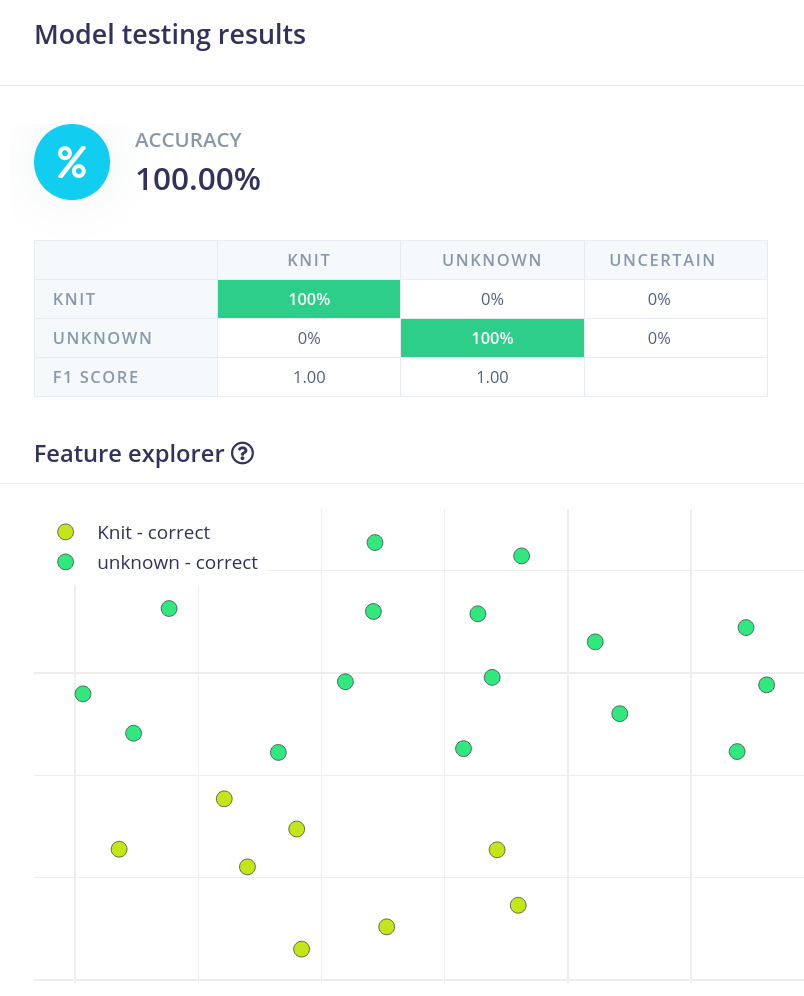 Model testing results
%
ACCURACY
100.00%
KNIT UNKNOWN UNCERTAIN
KNIT 100% 0% 0%
UNKNOWN 0% 100% 0%
F1 SCORE 1.00 1.00
Feature explorer ?
Knit - correct
unknown - correct